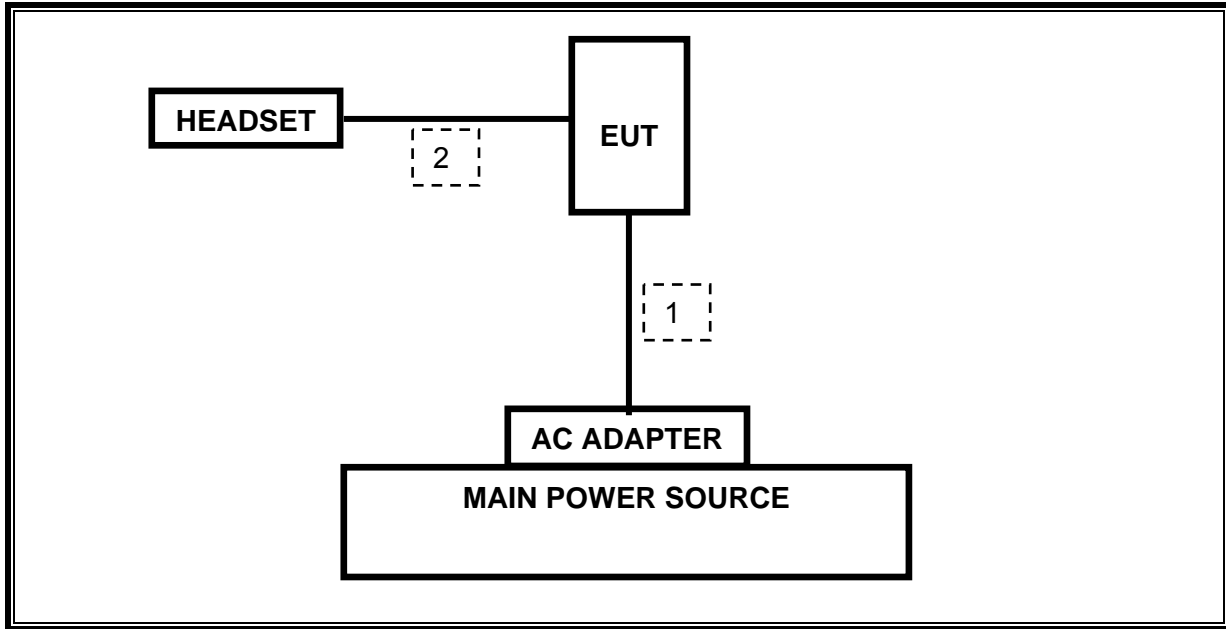 HEADSET
EUT
2
1
AC ADAPTER
MAIN POWER SOURCE